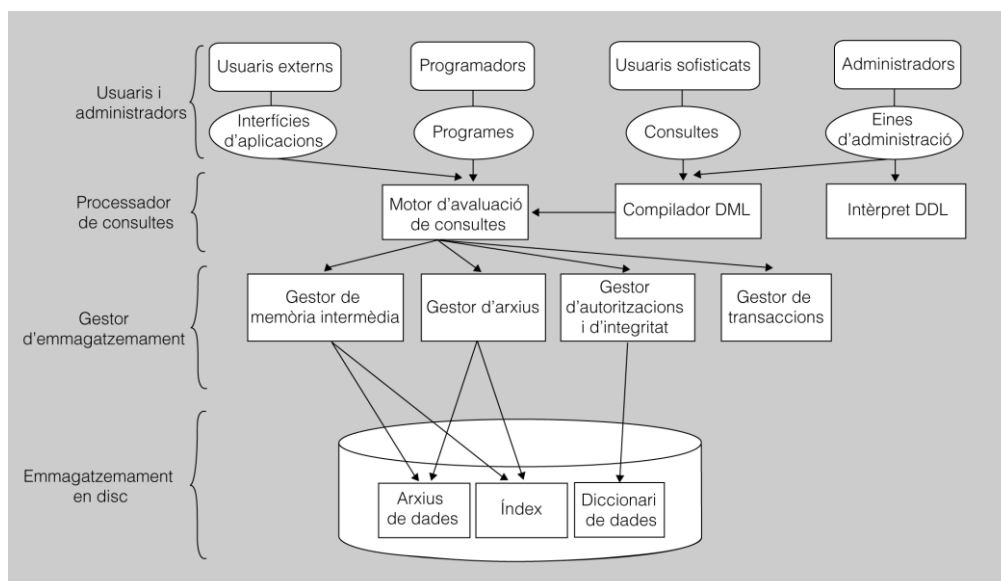 Usuaris i
administradors
Usuaris externs
Programadors
Usuaris sofisticats
Administradors
Interfícies
d'aplicacions
Programes
Consultes
Eines
d'administració
Processador
de consultes
Motor d'avaluació
de consultes
Compilador DML
Intèrpret DDL
Gestor
d'emmagatzemament
Gestor de
memòria intermèdia
Gestor d'arxius
Gestor
d'autoritzacions
i d'integritat
Gestor de
transaccions
Emmagatzemament
en disc
Arxius
de dades
Índex
Diccionari
de dades